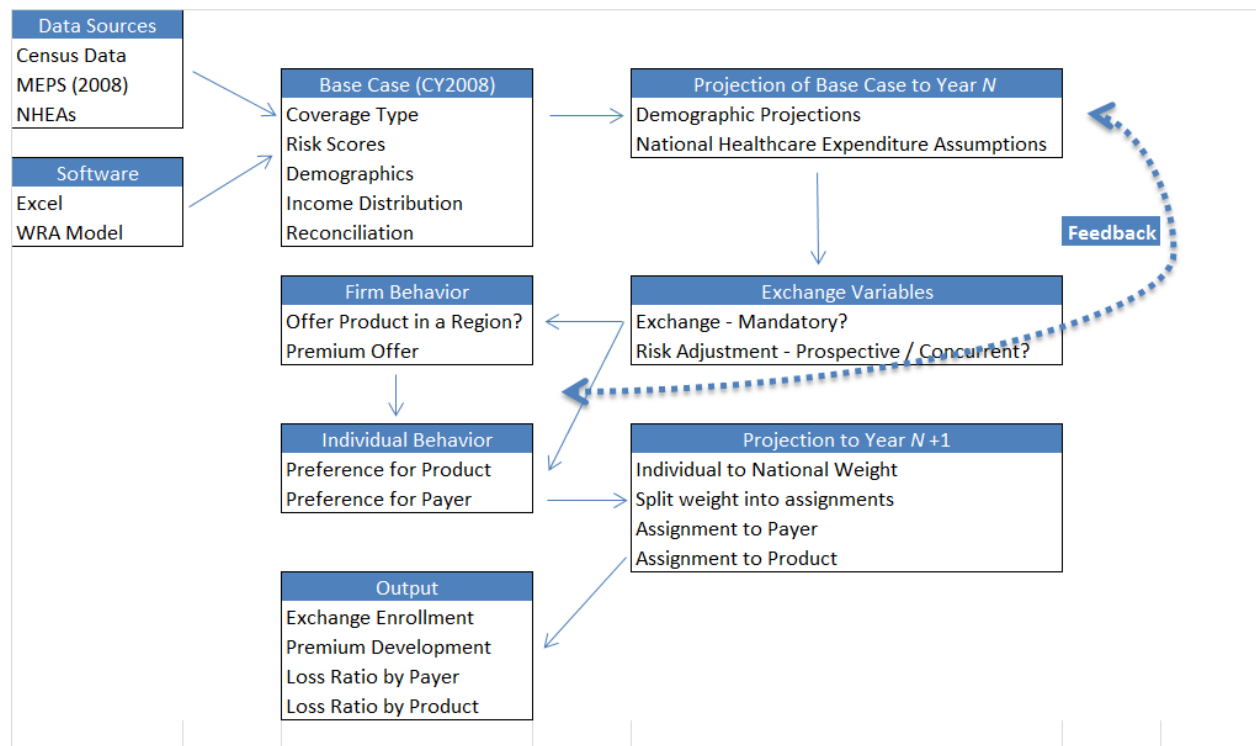 Data Sources
Census Data
MEPS (2008)
NHEAs
Software
Excel
WRA Model
Base Case (CY2008)
Coverage Type
Risk Scores
Demographics
Income Distribution
Reconciliation
Projection of Base Case to Year N
Demographic Projections
National Healthcare Expenditure Assumptions
Feedback
Firm Behavior
Offer Product in a Region?
Premium Offer
Exchange Variables
Exchange - Mandatory?
Risk Adjustment - Prospective / Concurrent?
Individual Behavior
Preference for Product
Preference for Payer
Projection to Year N +1
Individual to National Weight
Split weight into assignments
Assignment to Payer
Assignment to Product
Output
Exchange Enrollment
Premium Development
Loss Ratio by Payer
Loss Ratio by Product